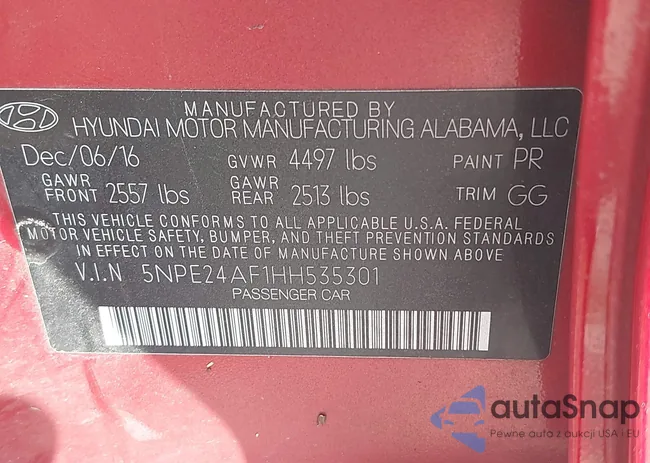 MANUFACTURED BY
HYUNDAI MOTOR MANUFACTURING ALABAMA, LLC
Dec/06/16 GVWR 4497 lbs PAINT PR
GAWR FRONT 2557 lbs GAWR REAR 2513 lbs TRIM GG
THIS VEHICLE CONFORMS TO ALL APPLICABLE U.S.A. FEDERAL
MOTOR VEHICLE SAFETY, BUMPER, AND THEFT PREVENTION STANDARDS
IN EFFECT ON THE DATE OF MANUFACTURE SHOWN ABOVE.
V.I.N 5NPE24AF1HH535301
PASSENGER CAR
autaSnap
Pewne auta z aukcji USA i EU